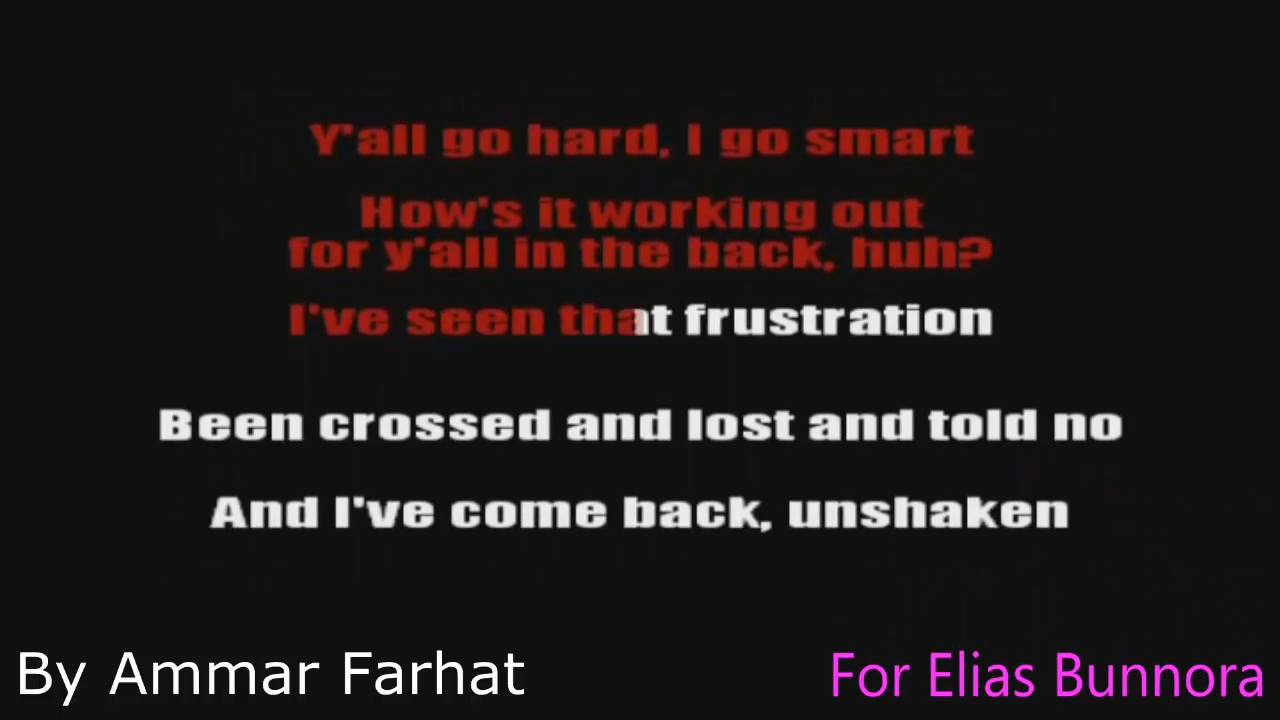 Y'all go hard, I go smart
How's it working out
for y'all in the back, huh?
I've seen that frustration
Been crossed and lost and told no
And I've come back, unshaken
By Ammar Farhat
For Elias Bunnora